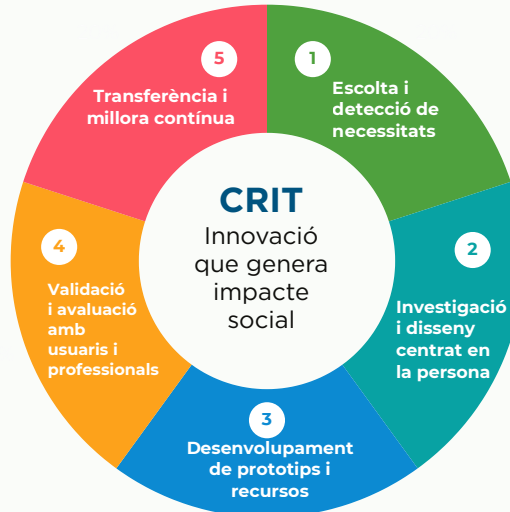 CRIT
Innovació
que genera
impacte
social
1
Escolta i
detecció de
necessitats
2
Investigació
i disseny
centrat en
la persona
3
Desenvolupament
de prototips i
recursos
4
Validació
i avaluació
amb
usuaris i
professionals
5
Transferència i
millora contínua